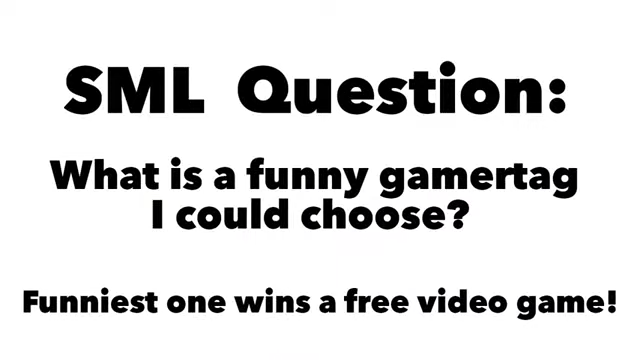 SML Question:
What is a funny gamertag
I could choose?
Funniest one wins a free video game!